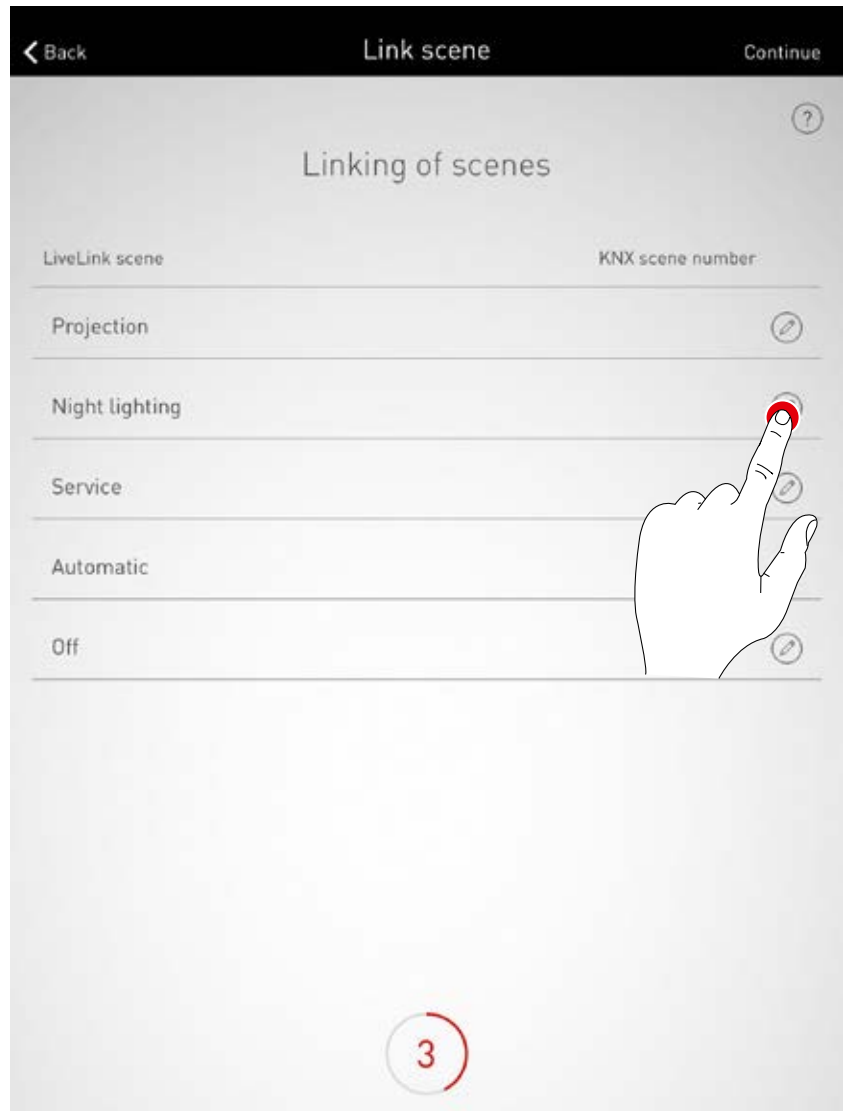 Back Link scene Continue
?
Linking of scenes
LiveLink scene KNX scene number
Projection
Night lighting
Service
Automatic
Off
3